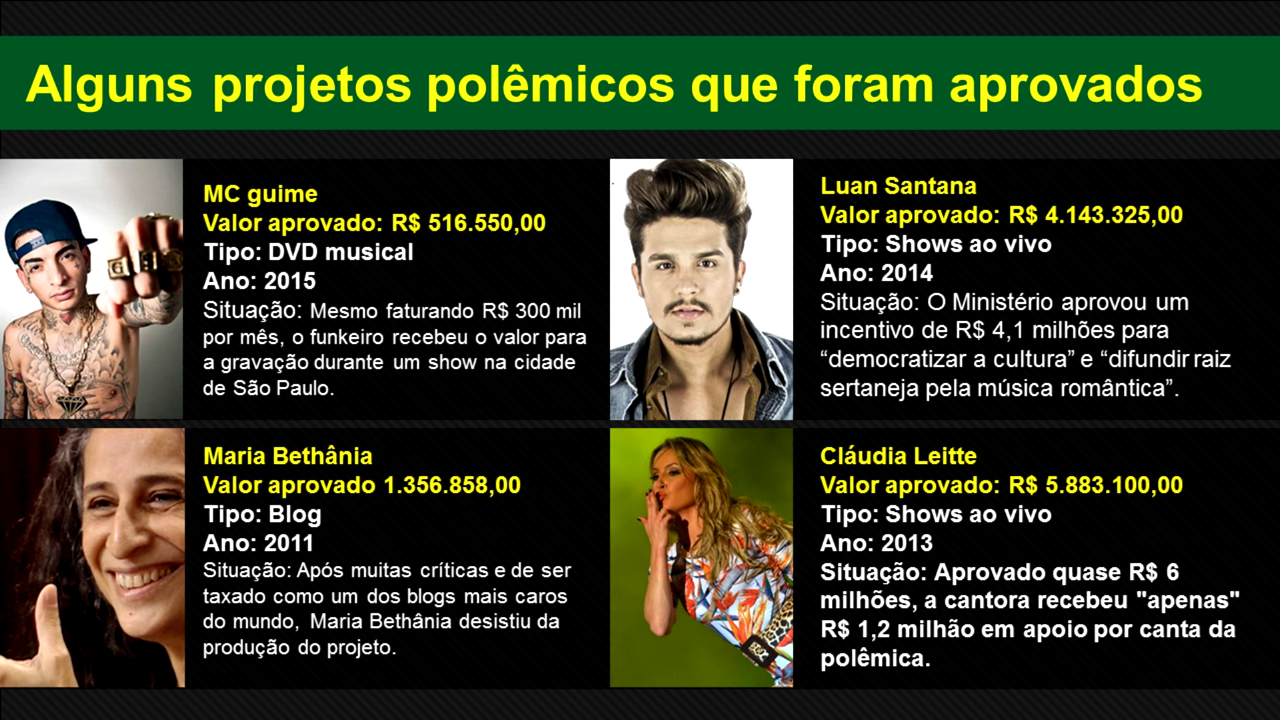 Alguns projetos polêmicos que foram aprovados
MC guime
Valor aprovado: R$ 516.550,00
Tipo: DVD musical
Ano: 2015
Situação: Mesmo faturando R$ 300 mil
por mês, o funkeiro recebeu o valor para
a gravação durante um show na cidade
de São Paulo.
Luan Santana
Valor aprovado: R$ 4.143.325,00
Tipo: Shows ao vivo
Ano: 2014
Situação: O Ministério aprovou um
incentivo de R$ 4,1 milhões para
“democratizar a cultura” e “difundir raiz
sertaneja pela música romântica”.
Maria Bethânia
Valor aprovado 1.356.858,00
Tipo: Blog
Ano: 2011
Situação: Após muitas críticas e de ser
taxado como um dos blogs mais caros
do mundo, Maria Bethânia desistiu da
produção do projeto.
Cláudia Leitte
Valor aprovado: R$ 5.883.100,00
Tipo: Shows ao vivo
Ano: 2013
Situação: Aprovado quase R$ 6
milhões, a cantora recebeu "apenas"
R$ 1,2 milhão em apoio por canta da
polêmica.